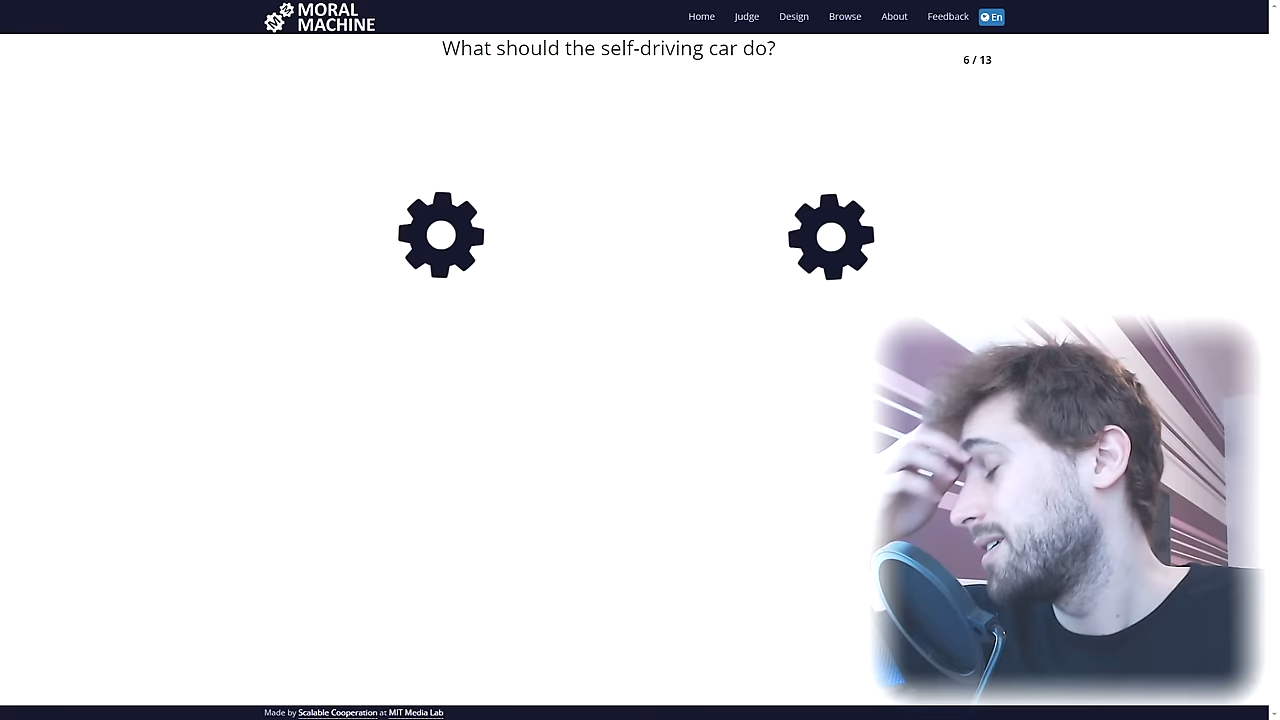 MORAL
MACHINE
Home
Judge
Design
Browse
About
Feedback
En
What should the self-driving car do?
6 / 13
Made by Scalable Cooperation at MIT Media Lab